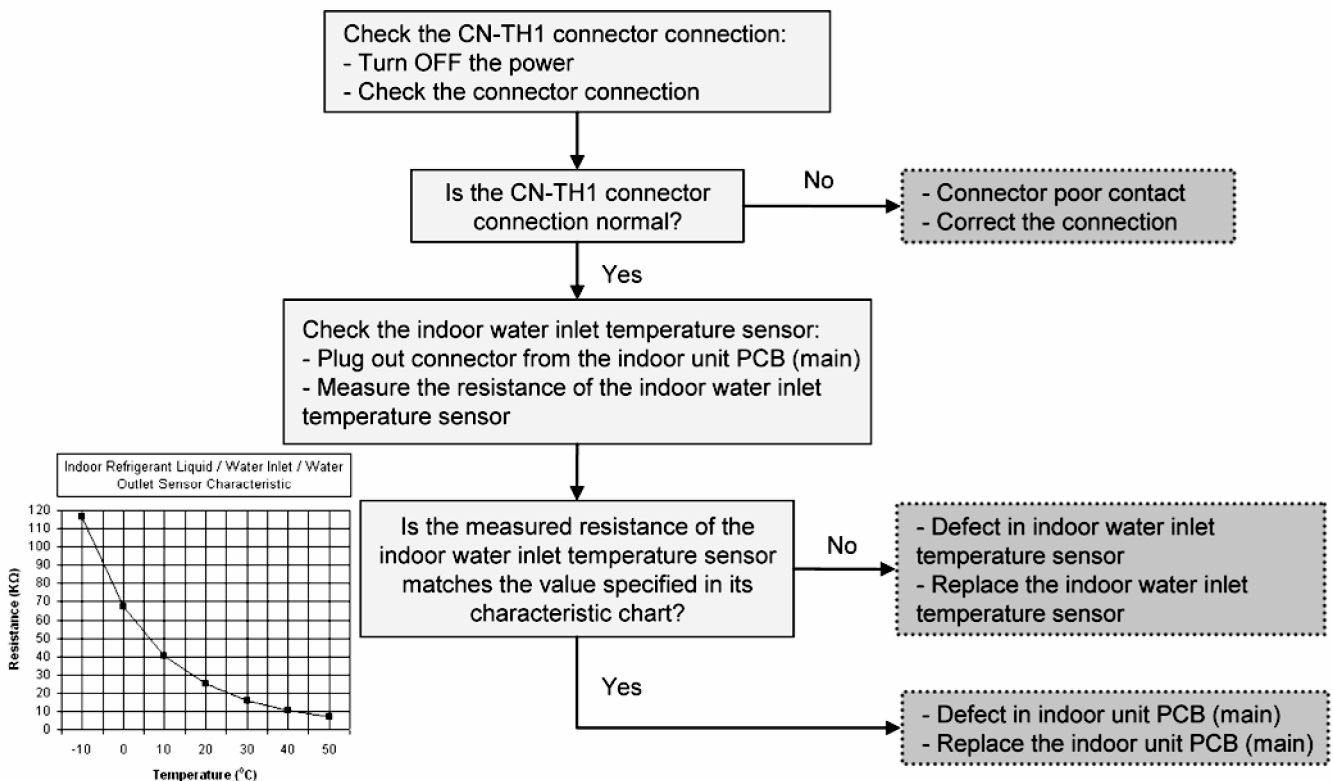 Check the CN-TH1 connector connection:
- Turn OFF the power
- Check the connector connection
Is the CN-TH1 connector
connection normal?
No
- Connector poor contact
- Correct the connection
Yes
Check the indoor water inlet temperature sensor:
- Plug out connector from the indoor unit PCB (main)
- Measure the resistance of the indoor water inlet
temperature sensor
Indoor Refrigerant Liquid / Water Inlet / Water
Outlet Sensor Characteristic
Resistance (KΩ)
120
110
100
90
80
70
60
50
40
30
20
10
0
-10 0 10 20 30 40 50
Temperature (⁰C)
Is the measured resistance of the
indoor water inlet temperature sensor
matches the value specified in its
characteristic chart?
No
- Defect in indoor water inlet
temperature sensor
- Replace the indoor water inlet
temperature sensor
Yes
- Defect in indoor unit PCB (main)
- Replace the indoor unit PCB (main)